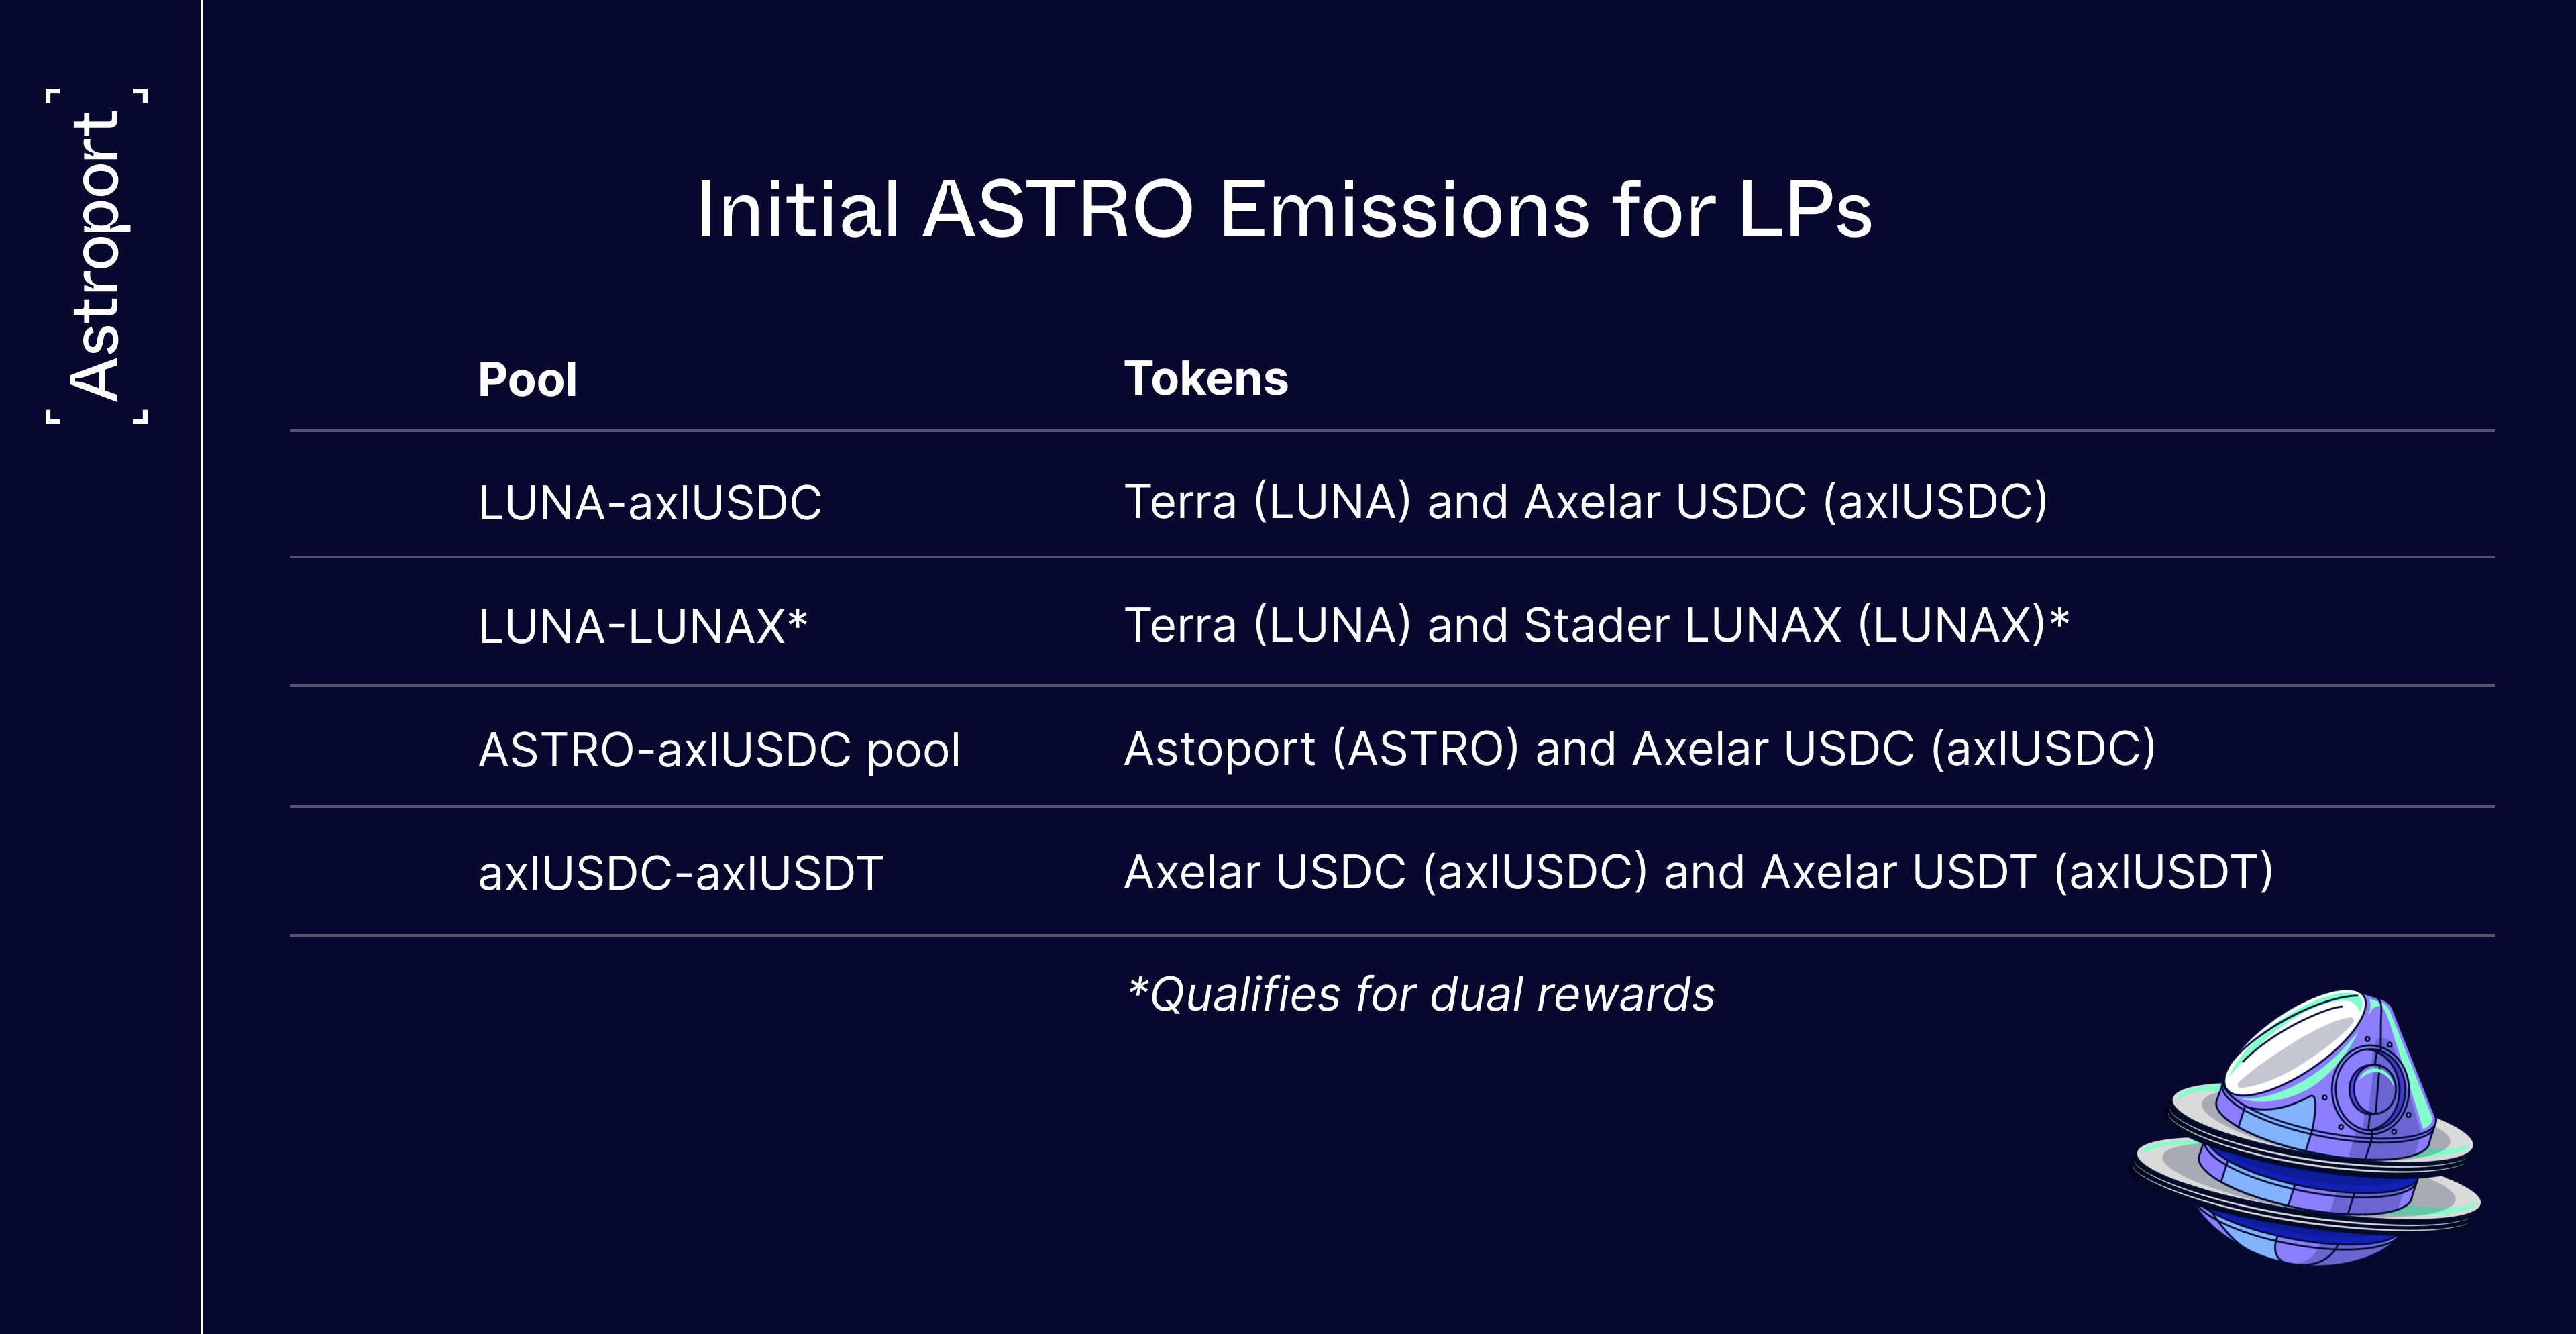 Astroport
Initial ASTRO Emissions for LPs
Pool Tokens
LUNA-axlUSDC Terra (LUNA) and Axelar USDC (axlUSDC)
LUNA-LUNAX* Terra (LUNA) and Stader LUNAX (LUNAX)*
ASTRO-axlUSDC pool Astoport (ASTRO) and Axelar USDC (axlUSDC)
axlUSDC-axlUSDT Axelar USDC (axlUSDC) and Axelar USDT (axlUSDT)
*Qualifies for dual rewards